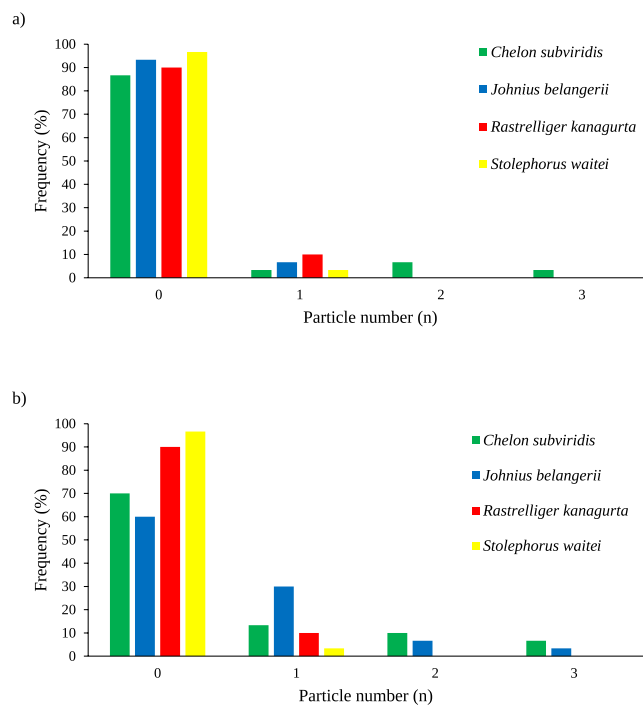 a)
100
90
80
70
60
50
40
30
20
10
0
Frequency (%)
0 1 2 3
Particle number (n)
Chelon subviridis
Johnius belangerii
Rastrelliger kanagurta
Stolephorus waitei
b)
100
90
80
70
60
50
40
30
20
10
0
Frequency (%)
0 1 2 3
Particle number (n)
Chelon subviridis
Johnius belangerii
Rastrelliger kanagurta
Stolephorus waitei